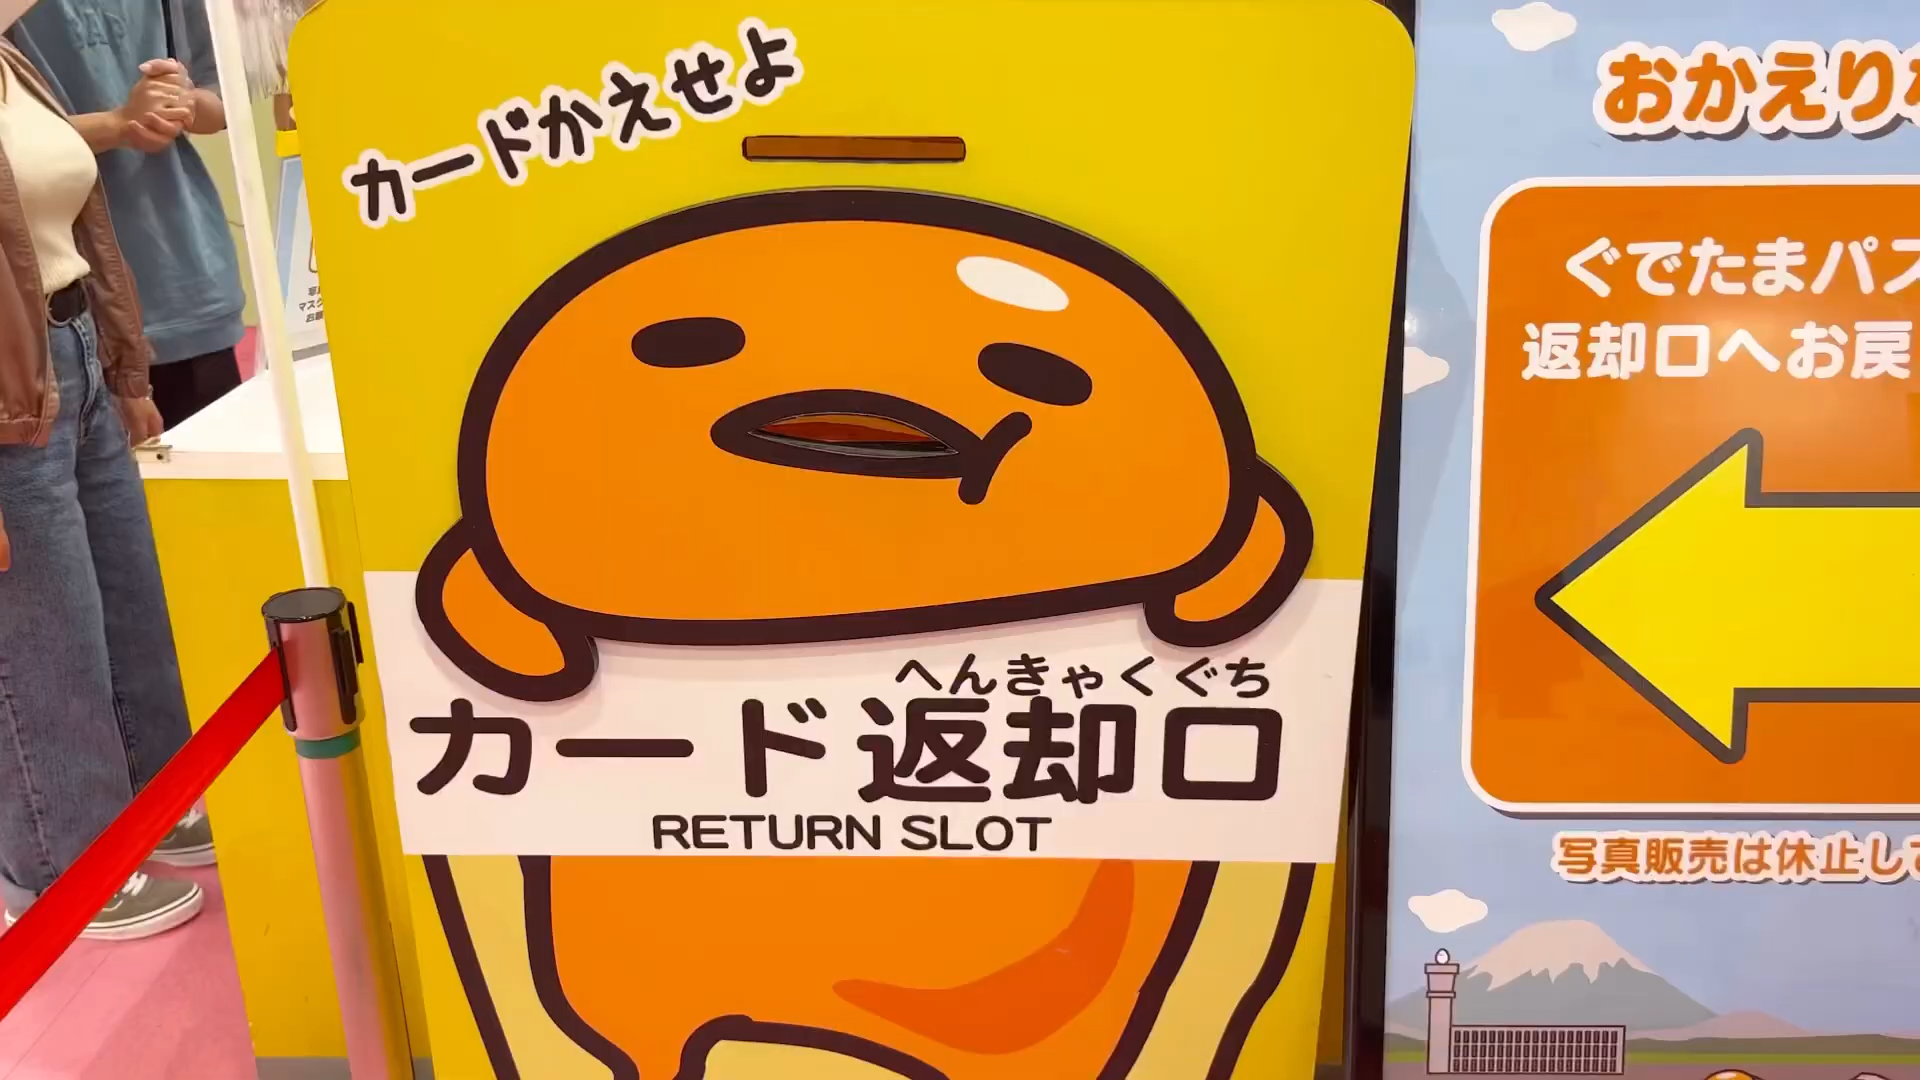 カードかえせよ
へんきゃくぐち
カード返却口
RETURN SLOT
おかえりな
ぐでたまパス
返却口へお戻
写真販売は休止して